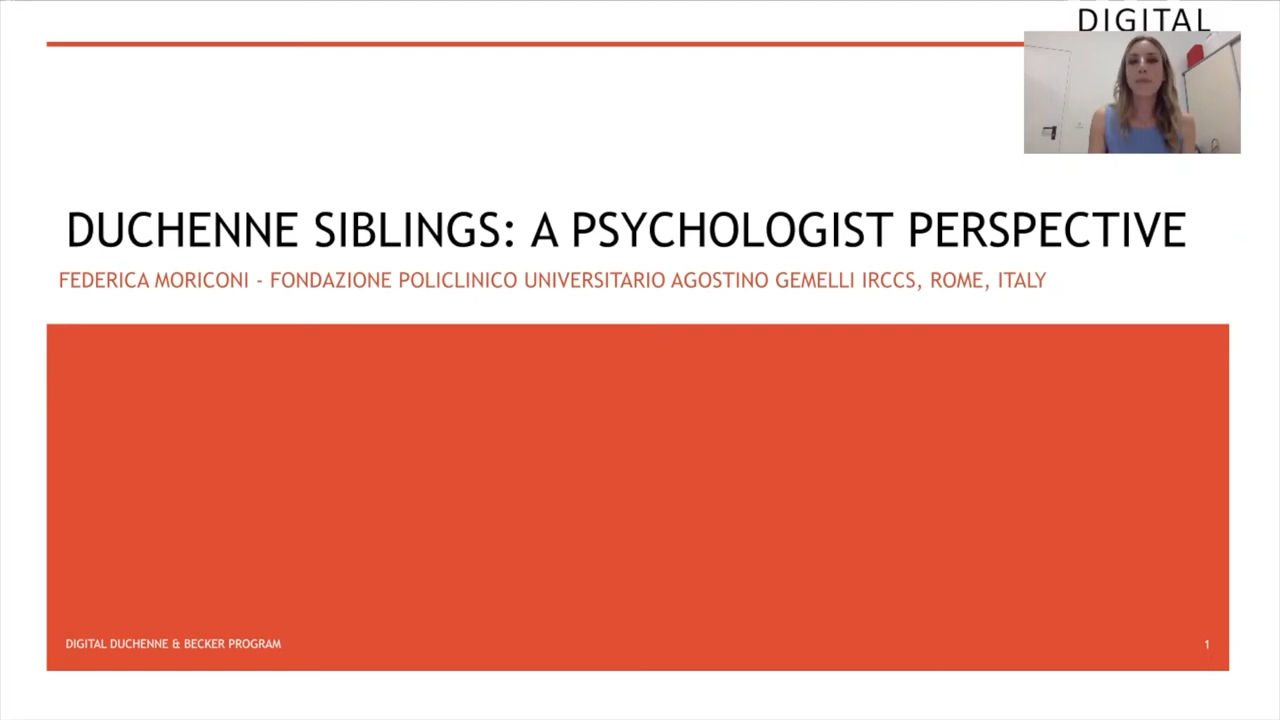 DIGITAL
DUCHENNE SIBLINGS: A PSYCHOLOGIST PERSPECTIVE
FEDERICA MORICONI - FONDAZIONE POLICLINICO UNIVERSITARIO AGOSTINO GEMELLI IRCCS, ROME, ITALY
DIGITAL DUCHENNE & BECKER PROGRAM
1